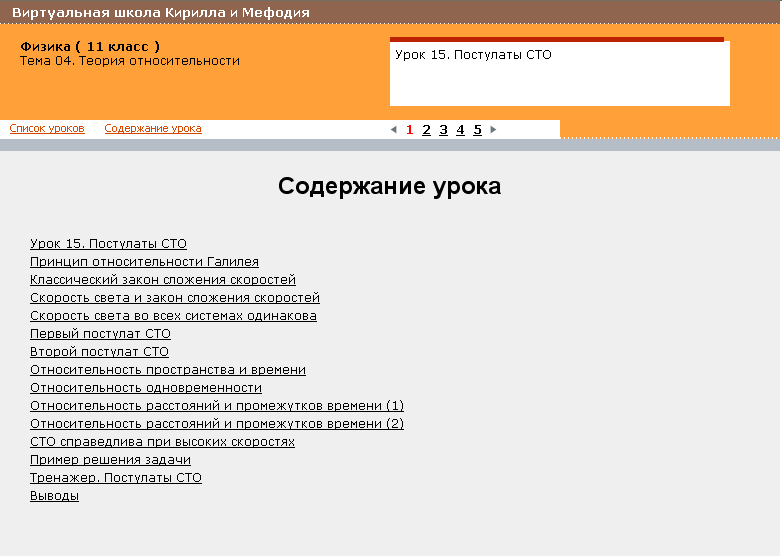 Виртуальная школа Кирилла и Мефодия
Физика ( 11 класс )
Тема 04. Теория относительности
Урок 15. Постулаты СТО
Список уроков Содержание урока 1 2 3 4 5
Содержание урока
Урок 15. Постулаты СТО
Принцип относительности Галилея
Классический закон сложения скоростей
Скорость света и закон сложения скоростей
Скорость света во всех системах одинакова
Первый постулат СТО
Второй постулат СТО
Относительность пространства и времени
Относительность одновременности
Относительность расстояний и промежутков времени (1)
Относительность расстояний и промежутков времени (2)
СТО справедлива при высоких скоростях
Пример решения задачи
Тренажер. Постулаты СТО
Выводы